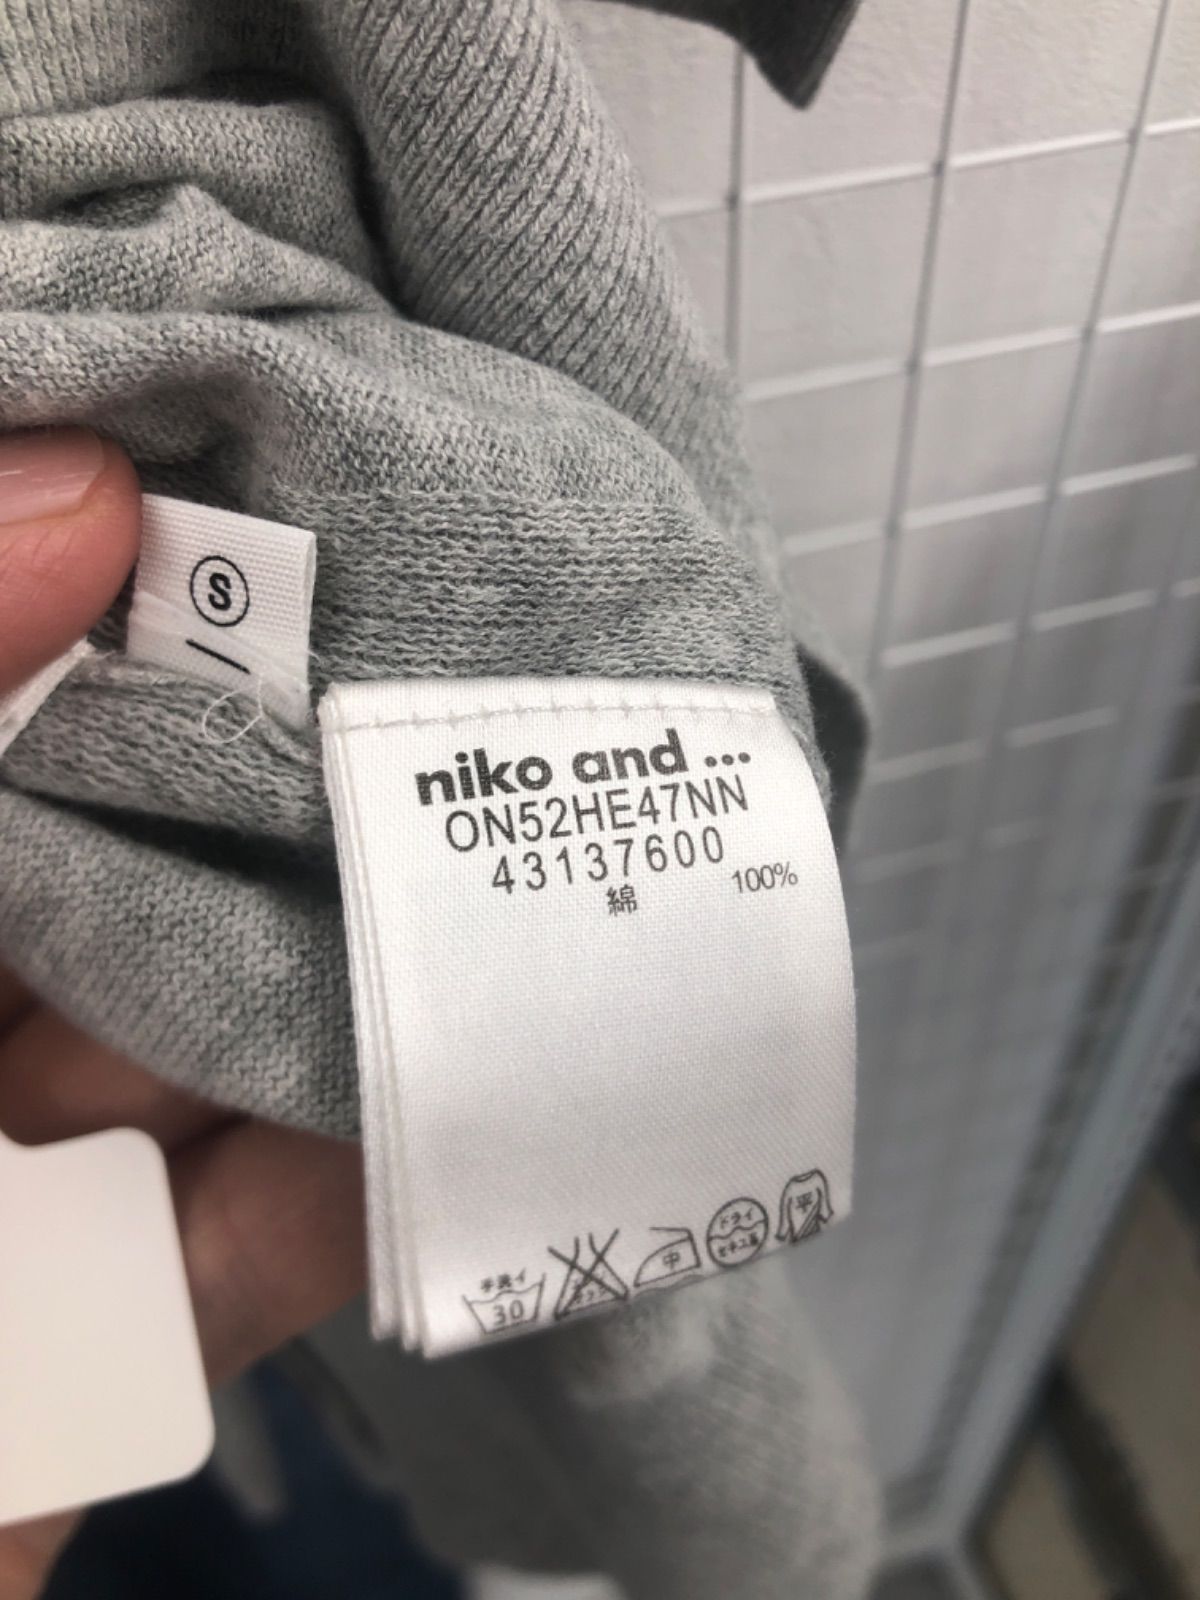 S
niko and ...
ON52HE47NN
43137600
綿 100%
手洗イ
30
中
ドライ
平